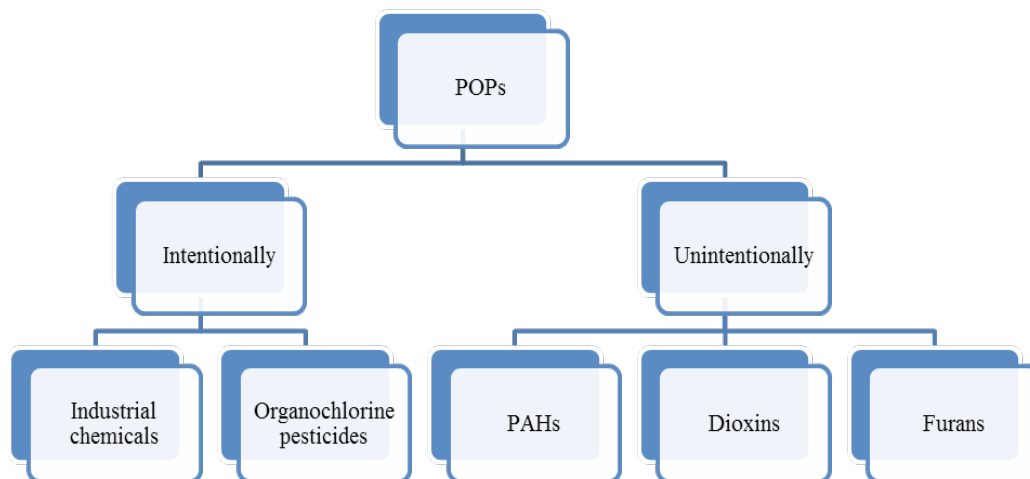 POPs
Intentionally
Unintentionally
Industrial
chemicals
Organochlorine
pesticides
PAHs
Dioxins
Furans